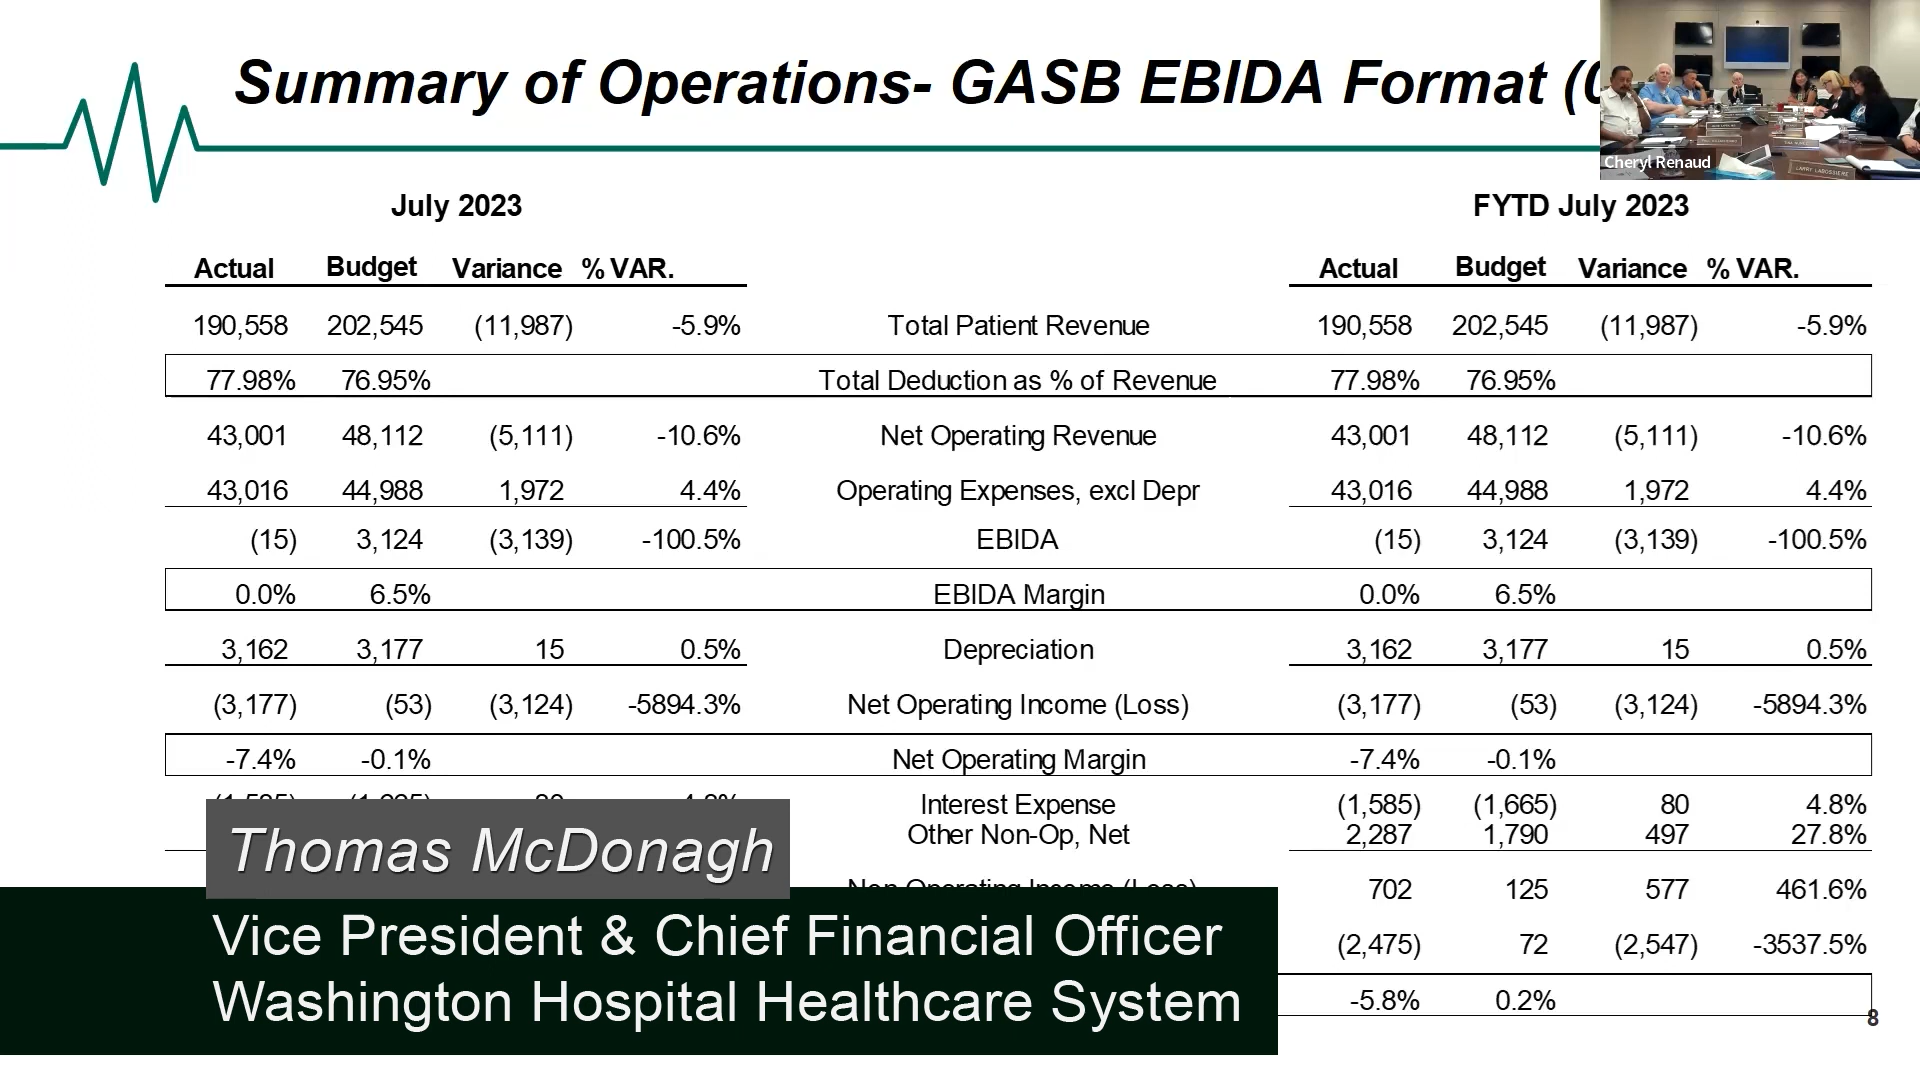 Summary of Operations- GASB EBIDA Format (
Cheryl Renaud
LARRY LABOSSIERE
July 2023 FYTD July 2023
Actual Budget Variance % VAR. Actual Budget Variance % VAR.
190,558 202,545 (11,987) -5.9% Total Patient Revenue 190,558 202,545 (11,987) -5.9%
77.98% 76.95% Total Deduction as % of Revenue 77.98% 76.95%
43,001 48,112 (5,111) -10.6% Net Operating Revenue 43,001 48,112 (5,111) -10.6%
43,016 44,988 1,972 4.4% Operating Expenses, excl Depr 43,016 44,988 1,972 4.4%
(15) 3,124 (3,139) -100.5% EBIDA (15) 3,124 (3,139) -100.5%
0.0% 6.5% EBIDA Margin 0.0% 6.5%
3,162 3,177 15 0.5% Depreciation 3,162 3,177 15 0.5%
(3,177) (53) (3,124) -5894.3% Net Operating Income (Loss) (3,177) (53) (3,124) -5894.3%
-7.4% -0.1% Net Operating Margin -7.4% -0.1%
Interest Expense (1,585) (1,665) 80 4.8%
Other Non-Op, Net 2,287 1,790 497 27.8%
Non Operating Income (Loss) 702 125 577 461.6%
(2,475) 72 (2,547) -3537.5%
-5.8% 0.2%
Thomas McDonagh
Vice President & Chief Financial Officer
Washington Hospital Healthcare System
8